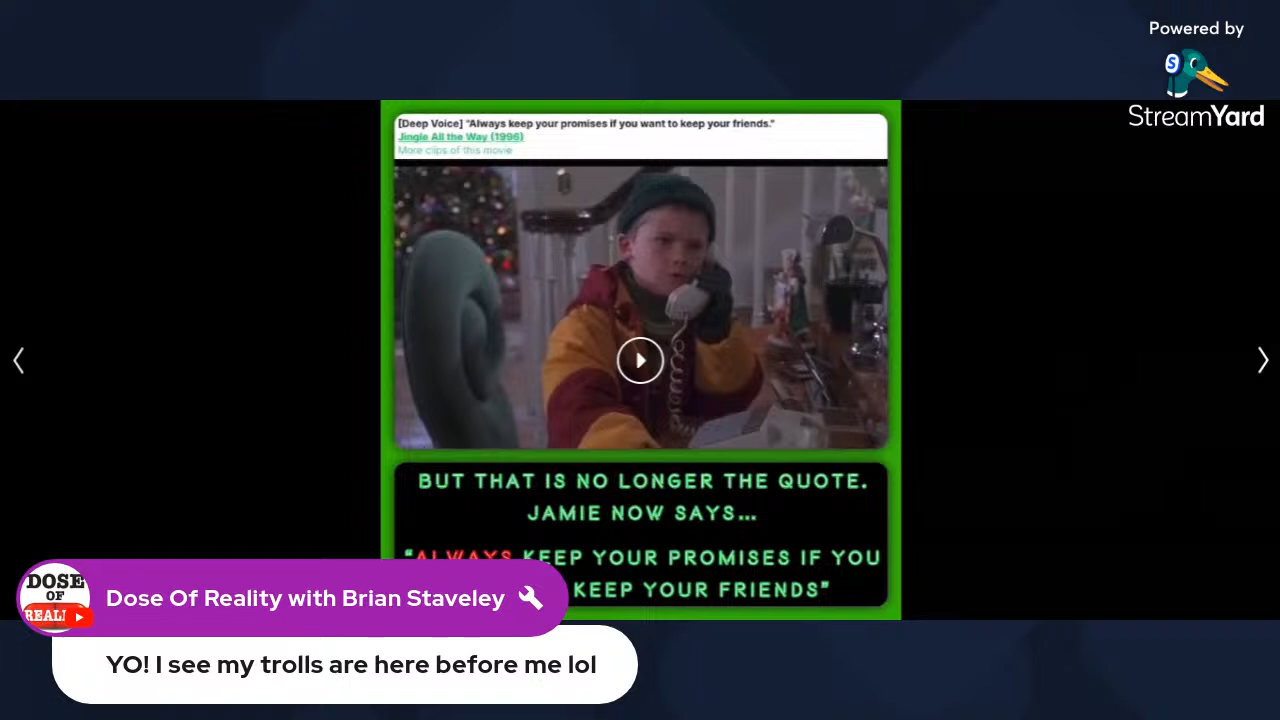 Powered by
S
StreamYard
[Deep Voice] "Always keep your promises if you want to keep your friends."
Jingle All the Way (1996)
More clips of this movie
BUT THAT IS NO LONGER THE QUOTE.
JAMIE NOW SAYS...
"ALWAYS KEEP YOUR PROMISES IF YOU
KEEP YOUR FRIENDS"
DOSE
OF
REALI
Dose Of Reality with Brian Staveley
YO! I see my trolls are here before me lol